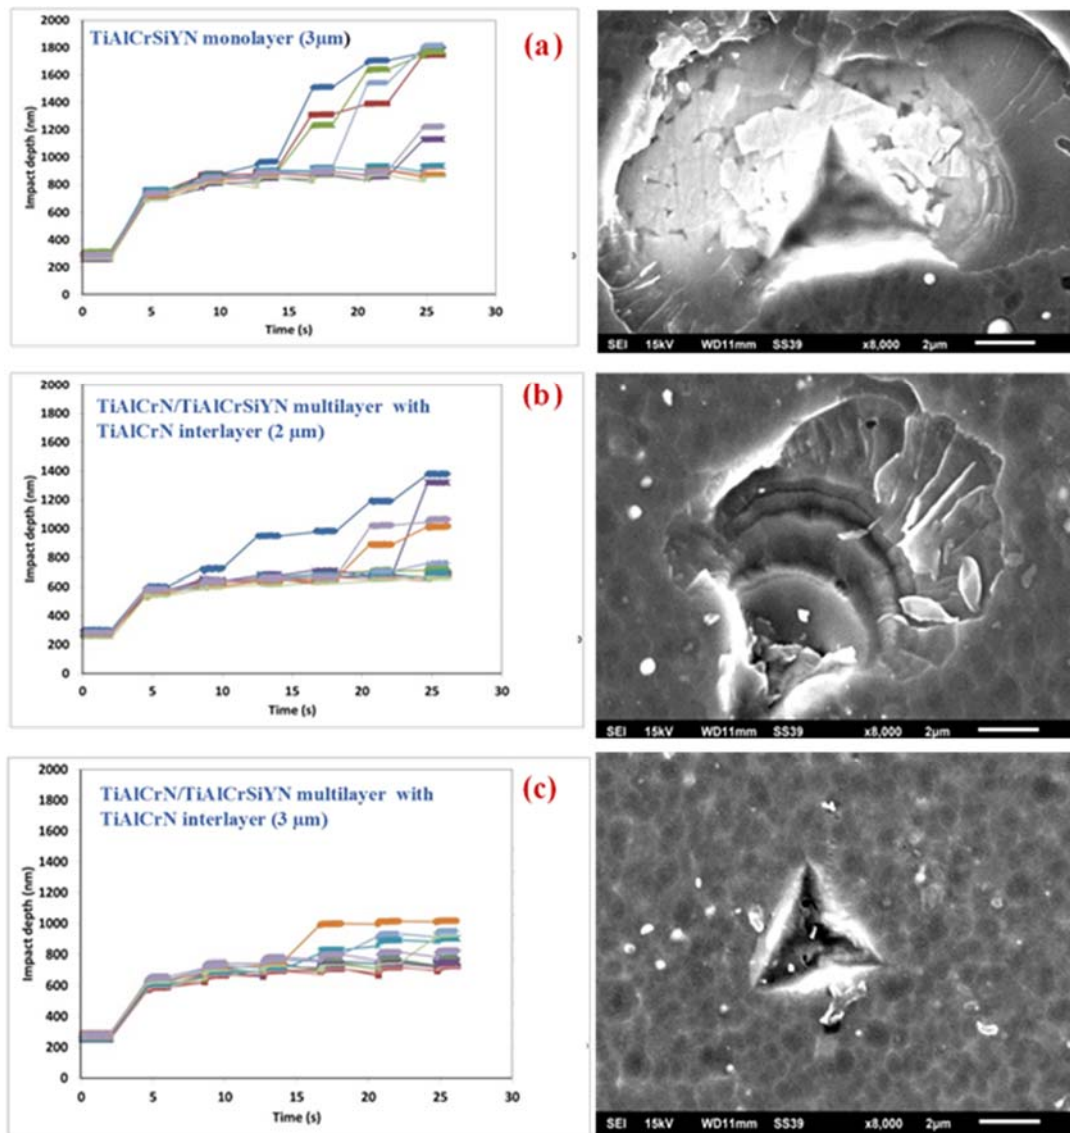 TiAlCrSiYN monolayer (3μm)
(a)
Impact depth (nm)
2000
1800
1600
1400
1200
1000
800
600
400
200
0
0 5 10 15 20 25 30
Time (s)
SEI 15kV WD11mm SS39 x8,000 2μm
TiAlCrN/TiAlCrSiYN multilayer with
TiAlCrN interlayer (2 μm)
(b)
Impact depth (nm)
2000
1800
1600
1400
1200
1000
800
600
400
200
0
0 5 10 15 20 25 30
Time (s)
SEI 15kV WD11mm SS39 x8,000 2μm
TiAlCrN/TiAlCrSiYN multilayer with
TiAlCrN interlayer (3 μm)
(c)
Impact depth (nm)
2000
1800
1600
1400
1200
1000
800
600
400
200
0
0 5 10 15 20 25 30
Time (s)
SEI 15kV WD11mm SS39 x8,000 2μm